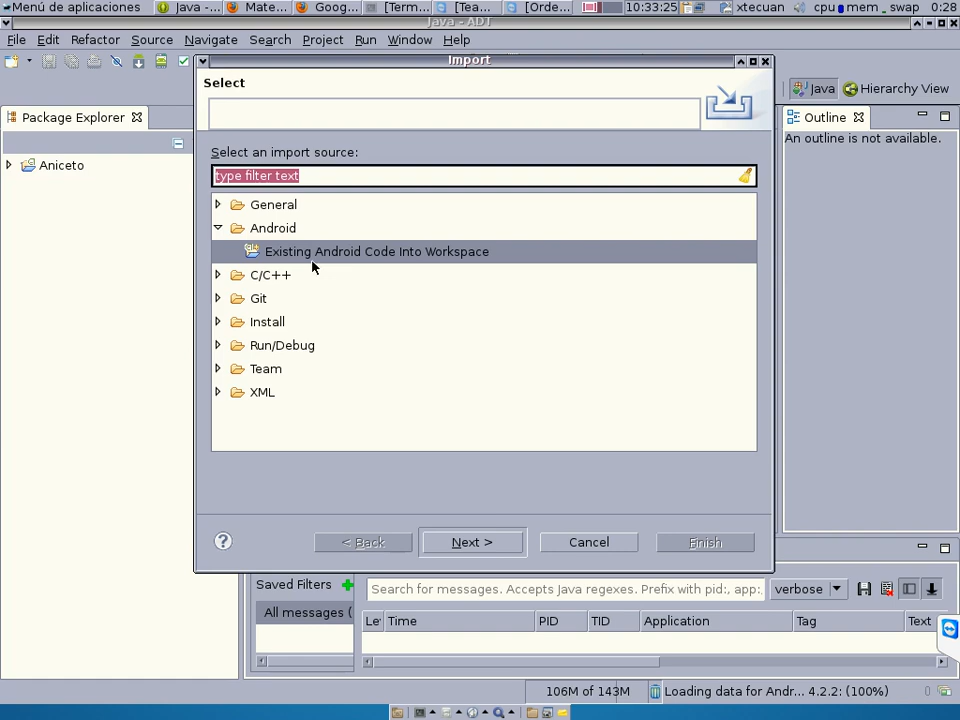 Menú de aplicaciones Java -... Mate... Goog... [Term... [Tea... [Orde... 10:33:25 xtecuan cpu mem swap 0:28
Java - ADT
File Edit Refactor Source Navigate Search Project Run Window Help
Import
Select
Java Hierarchy View
Package Explorer
Outline
An outline is not available.
Select an import source:
Aniceto
type filter text
General
Android
Existing Android Code Into Workspace
C/C++
Git
Install
Run/Debug
Team
XML
< Back Next > Cancel Finish
Saved Filters
Search for messages. Accepts Java regexes. Prefix with pid:, app:,
verbose
All messages (
Le Time PID TID Application Tag Text
106M of 143M Loading data for Andr... 4.2.2: (100%)